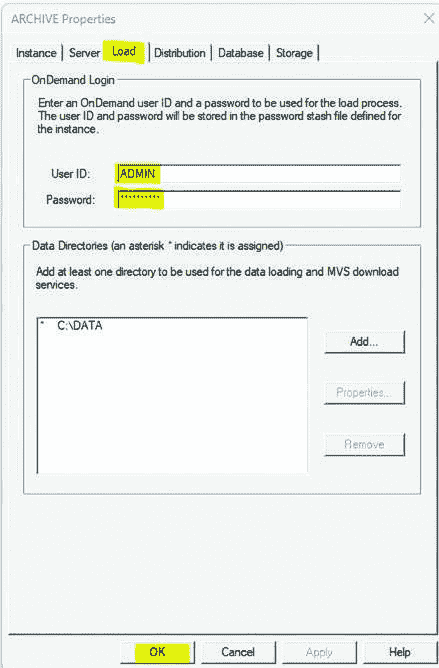 ARCHIVE Properties
Instance Server Load Distribution Database Storage
OnDemand Login
Enter an OnDemand user ID and a password to be used for the load process.
The user ID and password will be stored in the password stash file defined for
the instance.
User ID: ADMIN
Password: **********
Data Directories (an asterisk * indicates it is assigned)
Add at least one directory to be used for the data loading and MVS download
services.
* C:\DATA
Add...
Properties...
Remove
OK Cancel Apply Help